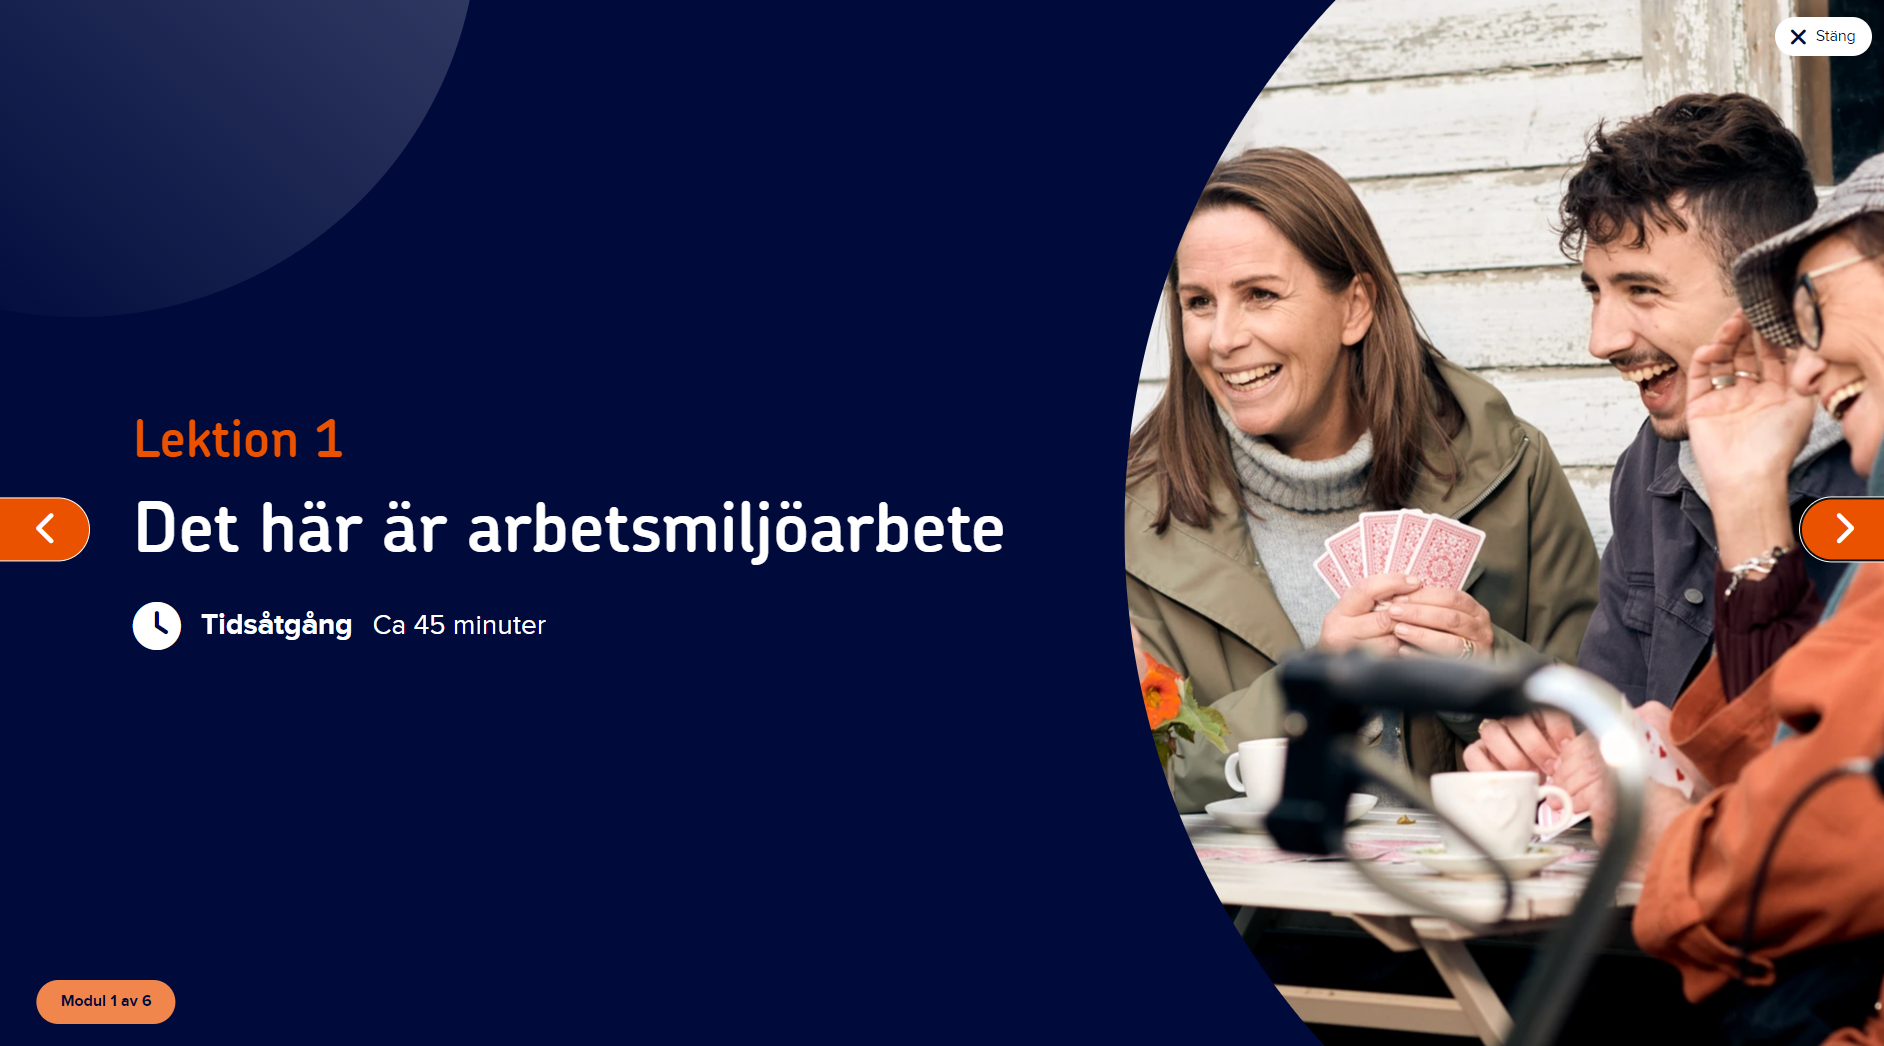 Stäng
Lektion 1
Det här är arbetsmiljöarbete
Tidsåtgång Ca 45 minuter
Modul 1 av 6